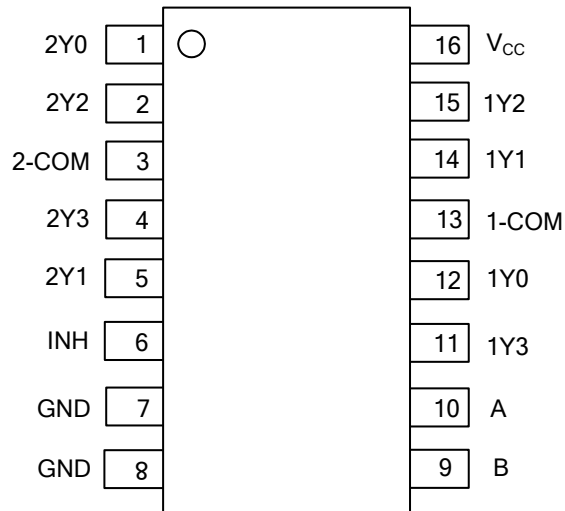 2Y0 1 16 VCC
2Y2 2 15 1Y2
2-COM 3 14 1Y1
2Y3 4 13 1-COM
2Y1 5 12 1Y0
INH 6 11 1Y3
GND 7 10 A
GND 8 9 B